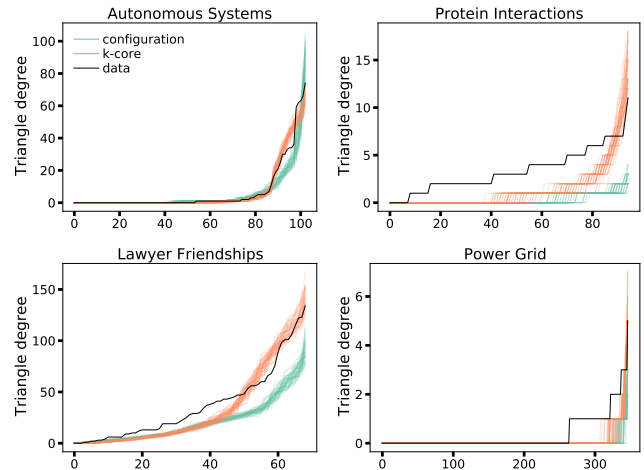 Autonomous Systems
configuration
k-core
data
Triangle degree
100
80
60
40
20
0
0 20 40 60 80 100
Protein Interactions
Triangle degree
15
10
5
0
0 20 40 60 80
Lawyer Friendships
Triangle degree
150
100
50
0
0 20 40 60
Power Grid
Triangle degree
6
4
2
0
0 100 200 300